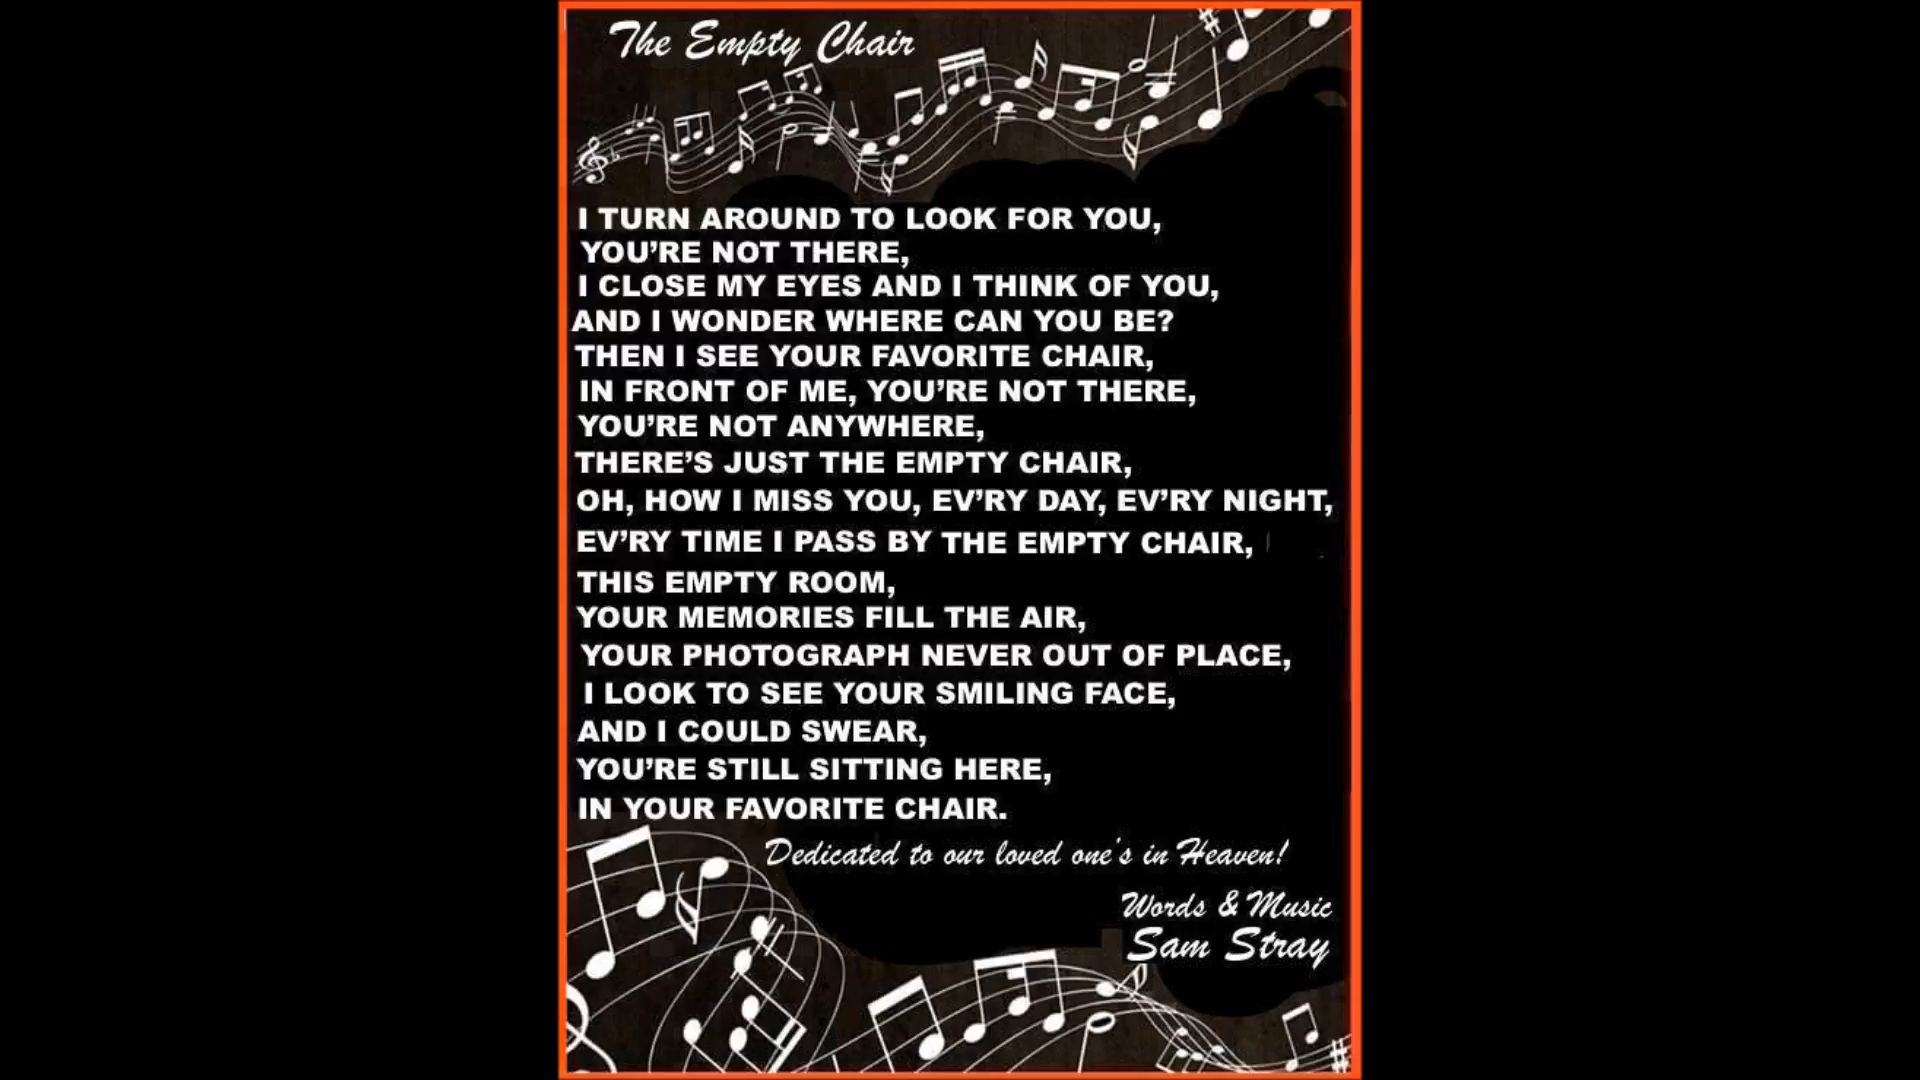 The Empty Chair
I TURN AROUND TO LOOK FOR YOU,
YOU'RE NOT THERE,
I CLOSE MY EYES AND I THINK OF YOU,
AND I WONDER WHERE CAN YOU BE?
THEN I SEE YOUR FAVORITE CHAIR,
IN FRONT OF ME, YOU'RE NOT THERE,
YOU'RE NOT ANYWHERE,
THERE'S JUST THE EMPTY CHAIR,
OH, HOW I MISS YOU, EV'RY DAY, EV'RY NIGHT,
EV'RY TIME I PASS BY THE EMPTY CHAIR,
THIS EMPTY ROOM,
YOUR MEMORIES FILL THE AIR,
YOUR PHOTOGRAPH NEVER OUT OF PLACE,
I LOOK TO SEE YOUR SMILING FACE,
AND I COULD SWEAR,
YOU'RE STILL SITTING HERE,
IN YOUR FAVORITE CHAIR.
Dedicated to our loved one's in Heaven!
Words & Music
Sam Stray